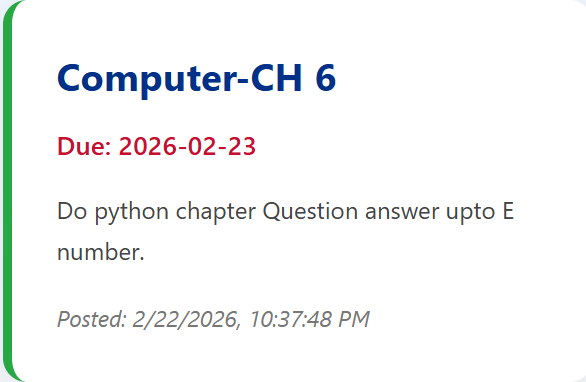 Computer-CH 6
Due: 2026-02-23
Do python chapter Question answer upto E
number.
Posted: 2/22/2026, 10:37:48 PM